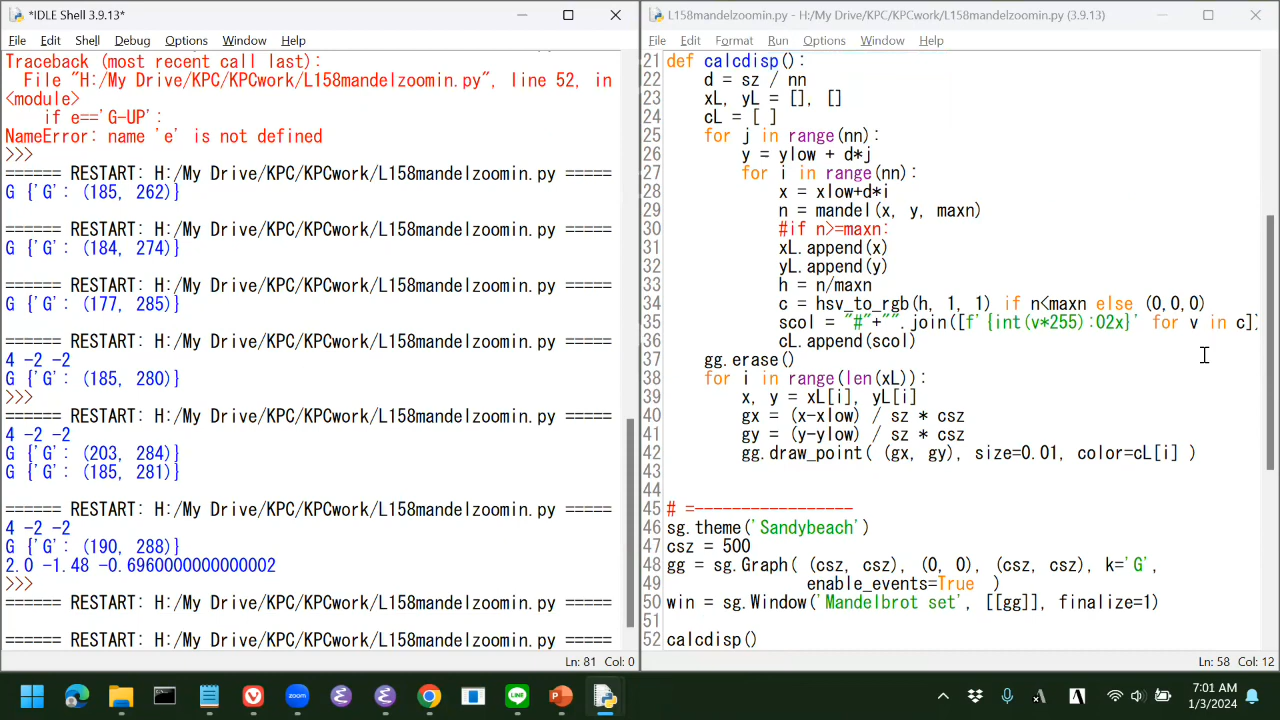 *IDLE Shell 3.9.13*
File Edit Shell Debug Options Window Help
Traceback (most recent call last):
  File "H:/My Drive/KPC/KPCwork/L158mandelzoomin.py", line 52, in
<module>
    if e=='G-UP':
NameError: name 'e' is not defined
>>>
====== RESTART: H:/My Drive/KPC/KPCwork/L158mandelzoomin.py =====
G {'G': (185, 262)}
====== RESTART: H:/My Drive/KPC/KPCwork/L158mandelzoomin.py =====
G {'G': (184, 274)}
====== RESTART: H:/My Drive/KPC/KPCwork/L158mandelzoomin.py =====
G {'G': (177, 285)}
====== RESTART: H:/My Drive/KPC/KPCwork/L158mandelzoomin.py =====
4 -2 -2
G {'G': (185, 280)}
>>>
====== RESTART: H:/My Drive/KPC/KPCwork/L158mandelzoomin.py =====
4 -2 -2
G {'G': (203, 284)}
G {'G': (185, 281)}
====== RESTART: H:/My Drive/KPC/KPCwork/L158mandelzoomin.py =====
4 -2 -2
G {'G': (190, 288)}
2.0 -1.48 -0.6960000000000002
>>>
====== RESTART: H:/My Drive/KPC/KPCwork/L158mandelzoomin.py =====
====== RESTART: H:/My Drive/KPC/KPCwork/L158mandelzoomin.py =====
Ln: 81 Col: 0
L158mandelzoomin.py - H:/My Drive/KPC/KPCwork/L158mandelzoomin.py (3.9.13)
File Edit Format Run Options Window Help
21 def calcdisp():
22     d = sz / nn
23     xL, yL = [], []
24     cL = [ ]
25     for j in range(nn):
26         y = ylow + d*j
27         for i in range(nn):
28             x = xlow+d*i
29             n = mandel(x, y, maxn)
30             #if n>=maxn:
31             xL.append(x)
32             yL.append(y)
33             h = n/maxn
34             c = hsv_to_rgb(h, 1, 1) if n<maxn else (0,0,0)
35             scol = "#"+"".join([f'{int(v*255):02x}' for v in c])
36             cL.append(scol)
37     gg.erase()
38     for i in range(len(xL)):
39         x, y = xL[i], yL[i]
40         gx = (x-xlow) / sz * csz
41         gy = (y-ylow) / sz * csz
42         gg.draw_point( (gx, gy), size=0.01, color=cL[i] )
43
44
45 # =-----------------
46 sg.theme('Sandybeach')
47 csz = 500
48 gg = sg.Graph( (csz, csz), (0, 0), (csz, csz), k='G',
49                enable_events=True )
50 win = sg.Window('Mandelbrot set', [[gg]], finalize=1)
51
52 calcdisp()
Ln: 58 Col: 12
zoom
LINE
A
7:01 AM
1/3/2024